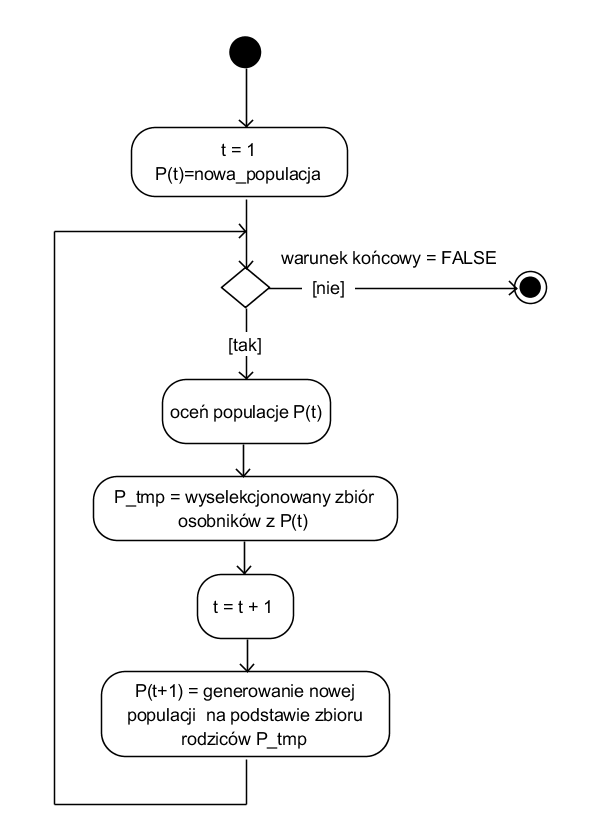 t = 1
P(t)=nowa_populacja
warunek końcowy = FALSE
[nie]
[tak]
oceń populacje P(t)
P_tmp = wyselekcjonowany zbiór
osobników z P(t)
t = t + 1
P(t+1) = generowanie nowej
populacji na podstawie zbioru
rodziców P_tmp